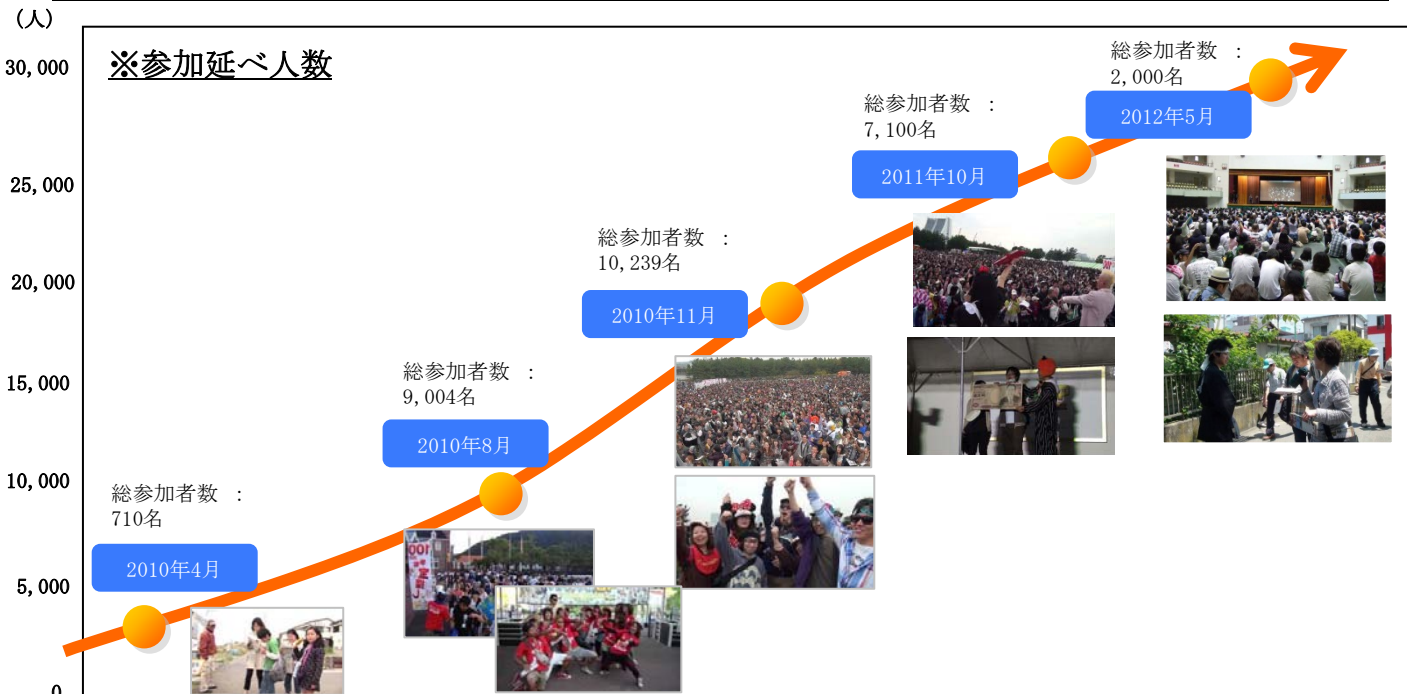 (人)
※参加延べ人数
30,000
25,000
20,000
15,000
10,000
5,000
0
総参加者数 :
710名
2010年4月
総参加者数 :
9,004名
2010年8月
総参加者数 :
10,239名
2010年11月
総参加者数 :
7,100名
2011年10月
総参加者数 :
2,000名
2012年5月